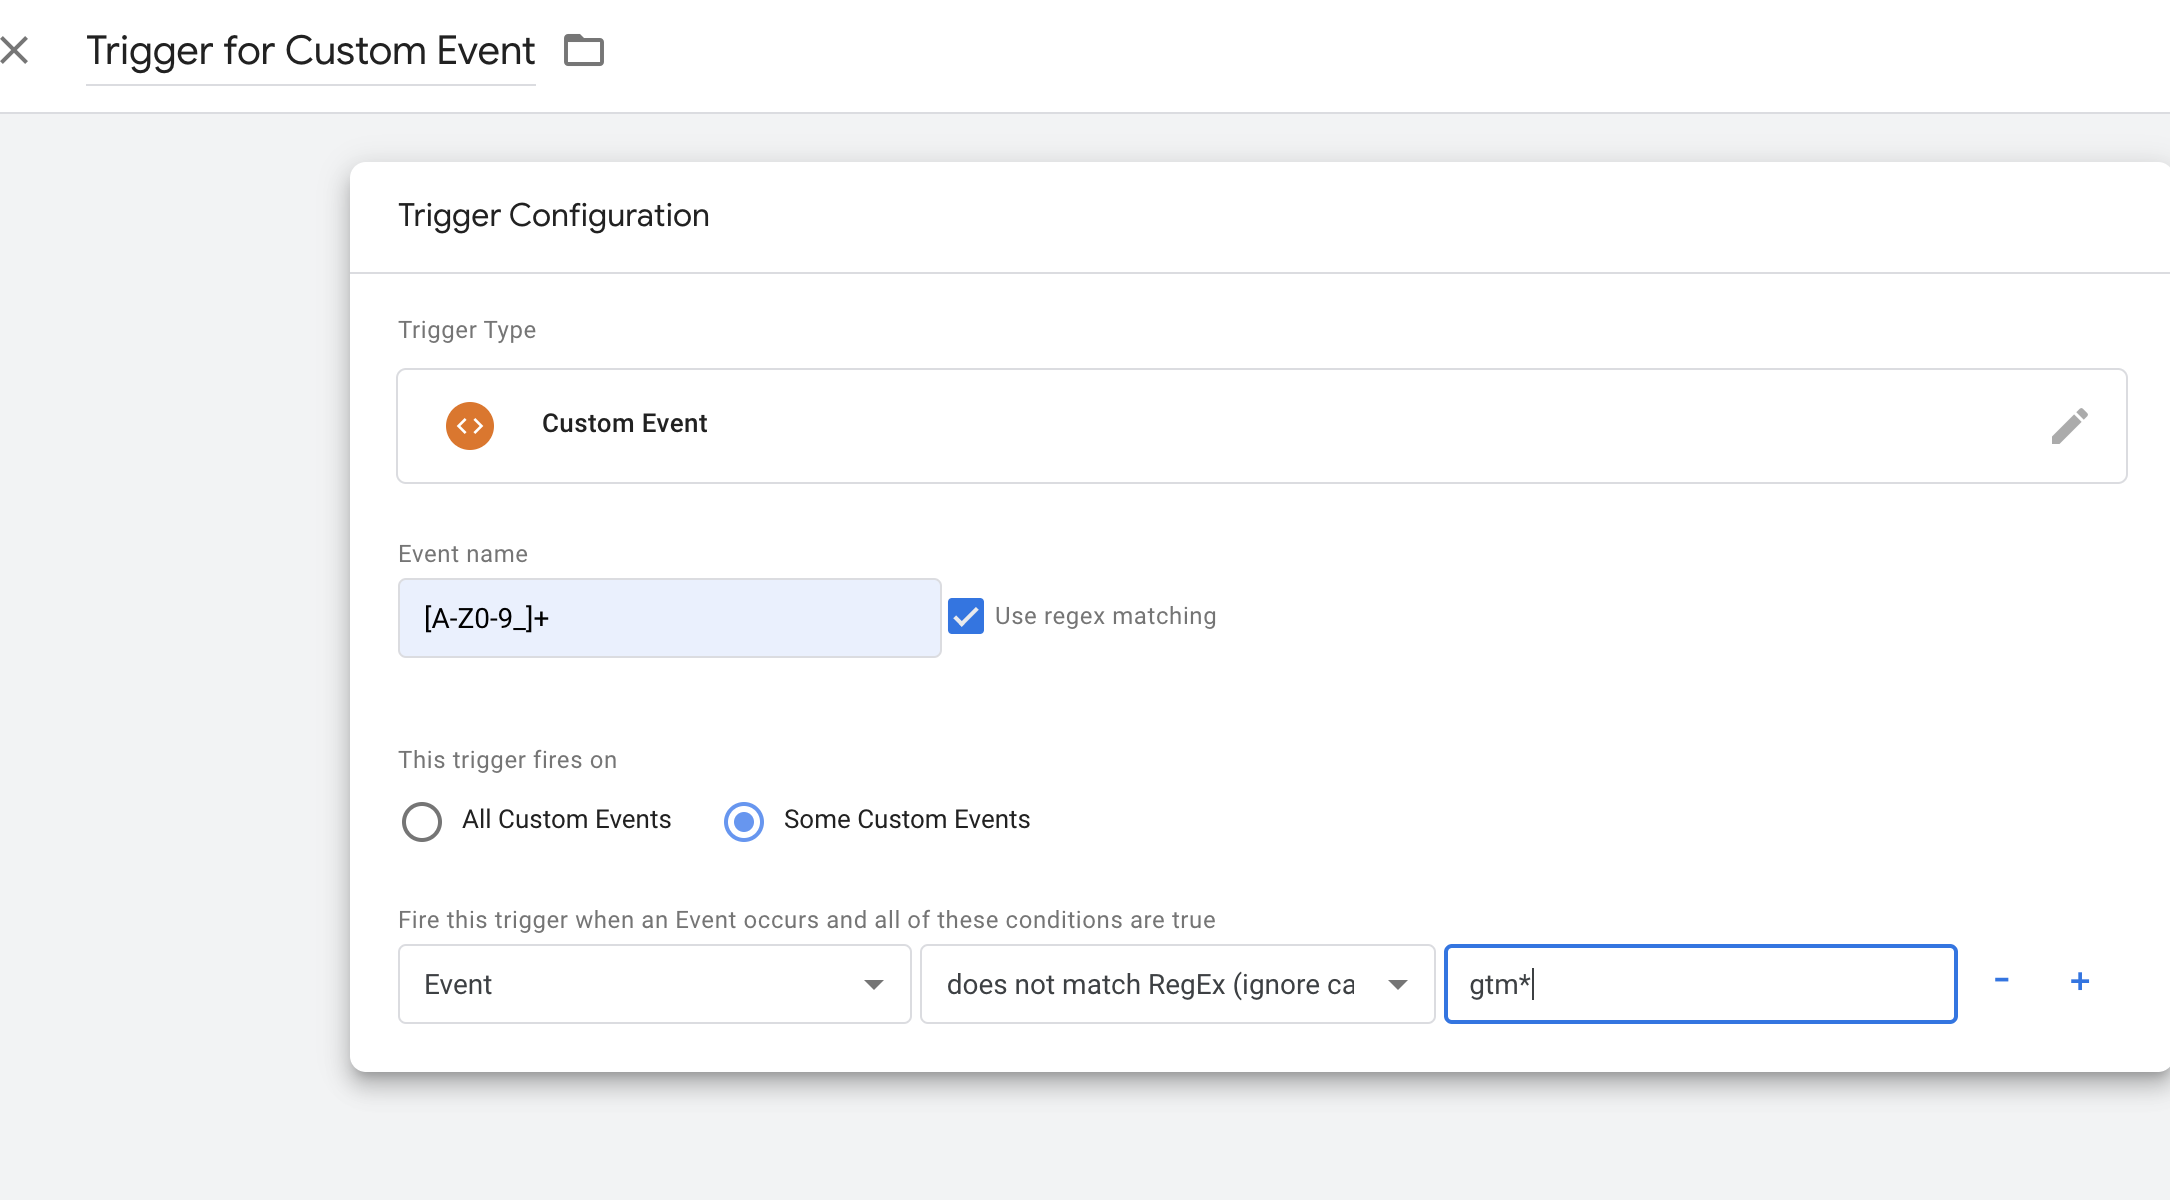 Trigger for Custom Event
Trigger Configuration
Trigger Type
Custom Event
Event name
[A-Z0-9_]+
Use regex matching
This trigger fires on
All Custom Events
Some Custom Events
Fire this trigger when an Event occurs and all of these conditions are true
Event
does not match RegEx (ignore ca
gtm*